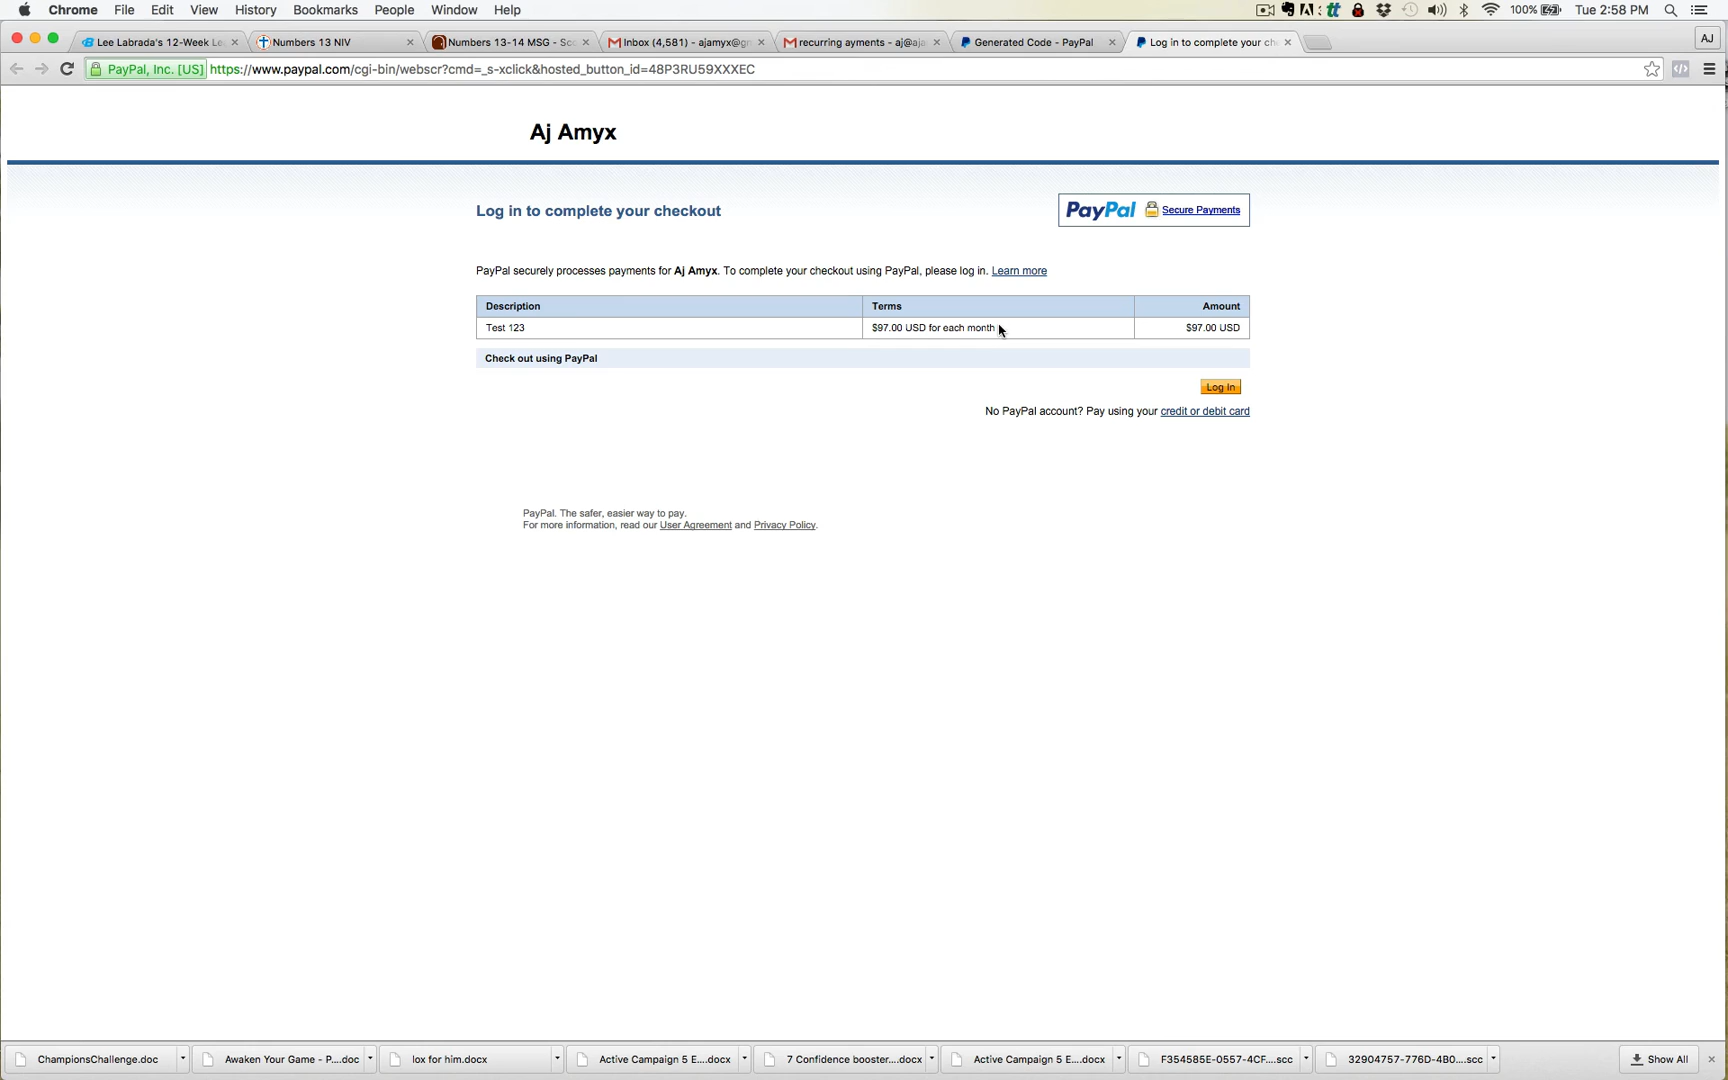 Chrome File Edit View History Bookmarks People Window Help 100% Tue 2:58 PM
Lee Labrada's 12-Week Le Numbers 13 NIV Numbers 13-14 MSG - Sco Inbox (4,581) - ajamyx@gm recurring ayments - aj@aja Generated Code - PayPal Log in to complete your che AJ
PayPal, Inc. [US] https://www.paypal.com/cgi-bin/webscr?cmd=_s-xclick&hosted_button_id=48P3RU59XXXEC
Aj Amyx
Log in to complete your checkout
PayPal Secure Payments
PayPal securely processes payments for Aj Amyx. To complete your checkout using PayPal, please log in. Learn more
Description Terms Amount
Test 123 $97.00 USD for each month $97.00 USD
Check out using PayPal
Log In
No PayPal account? Pay using your credit or debit card
PayPal. The safer, easier way to pay.
For more information, read our User Agreement and Privacy Policy.
ChampionsChallenge.doc Awaken Your Game - P....doc lox for him.docx Active Campaign 5 E....docx 7 Confidence booster....docx Active Campaign 5 E....docx F354585E-0557-4CF....scc 32904757-776D-4B0....scc Show All